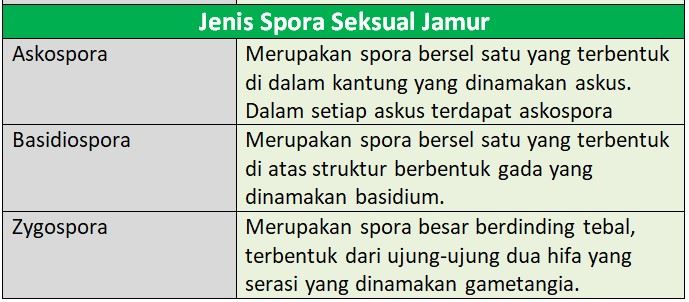 Jenis Spora Seksual Jamur
Askospora
Merupakan spora bersel satu yang terbentuk
di dalam kantung yang dinamakan askus.
Dalam setiap askus terdapat askospora
Basidiospora
Merupakan spora bersel satu yang terbentuk
di atas struktur berbentuk gada yang
dinamakan basidium.
Zygospora
Merupakan spora besar berdinding tebal,
terbentuk dari ujung-ujung dua hifa yang
serasi yang dinamakan gametangia.